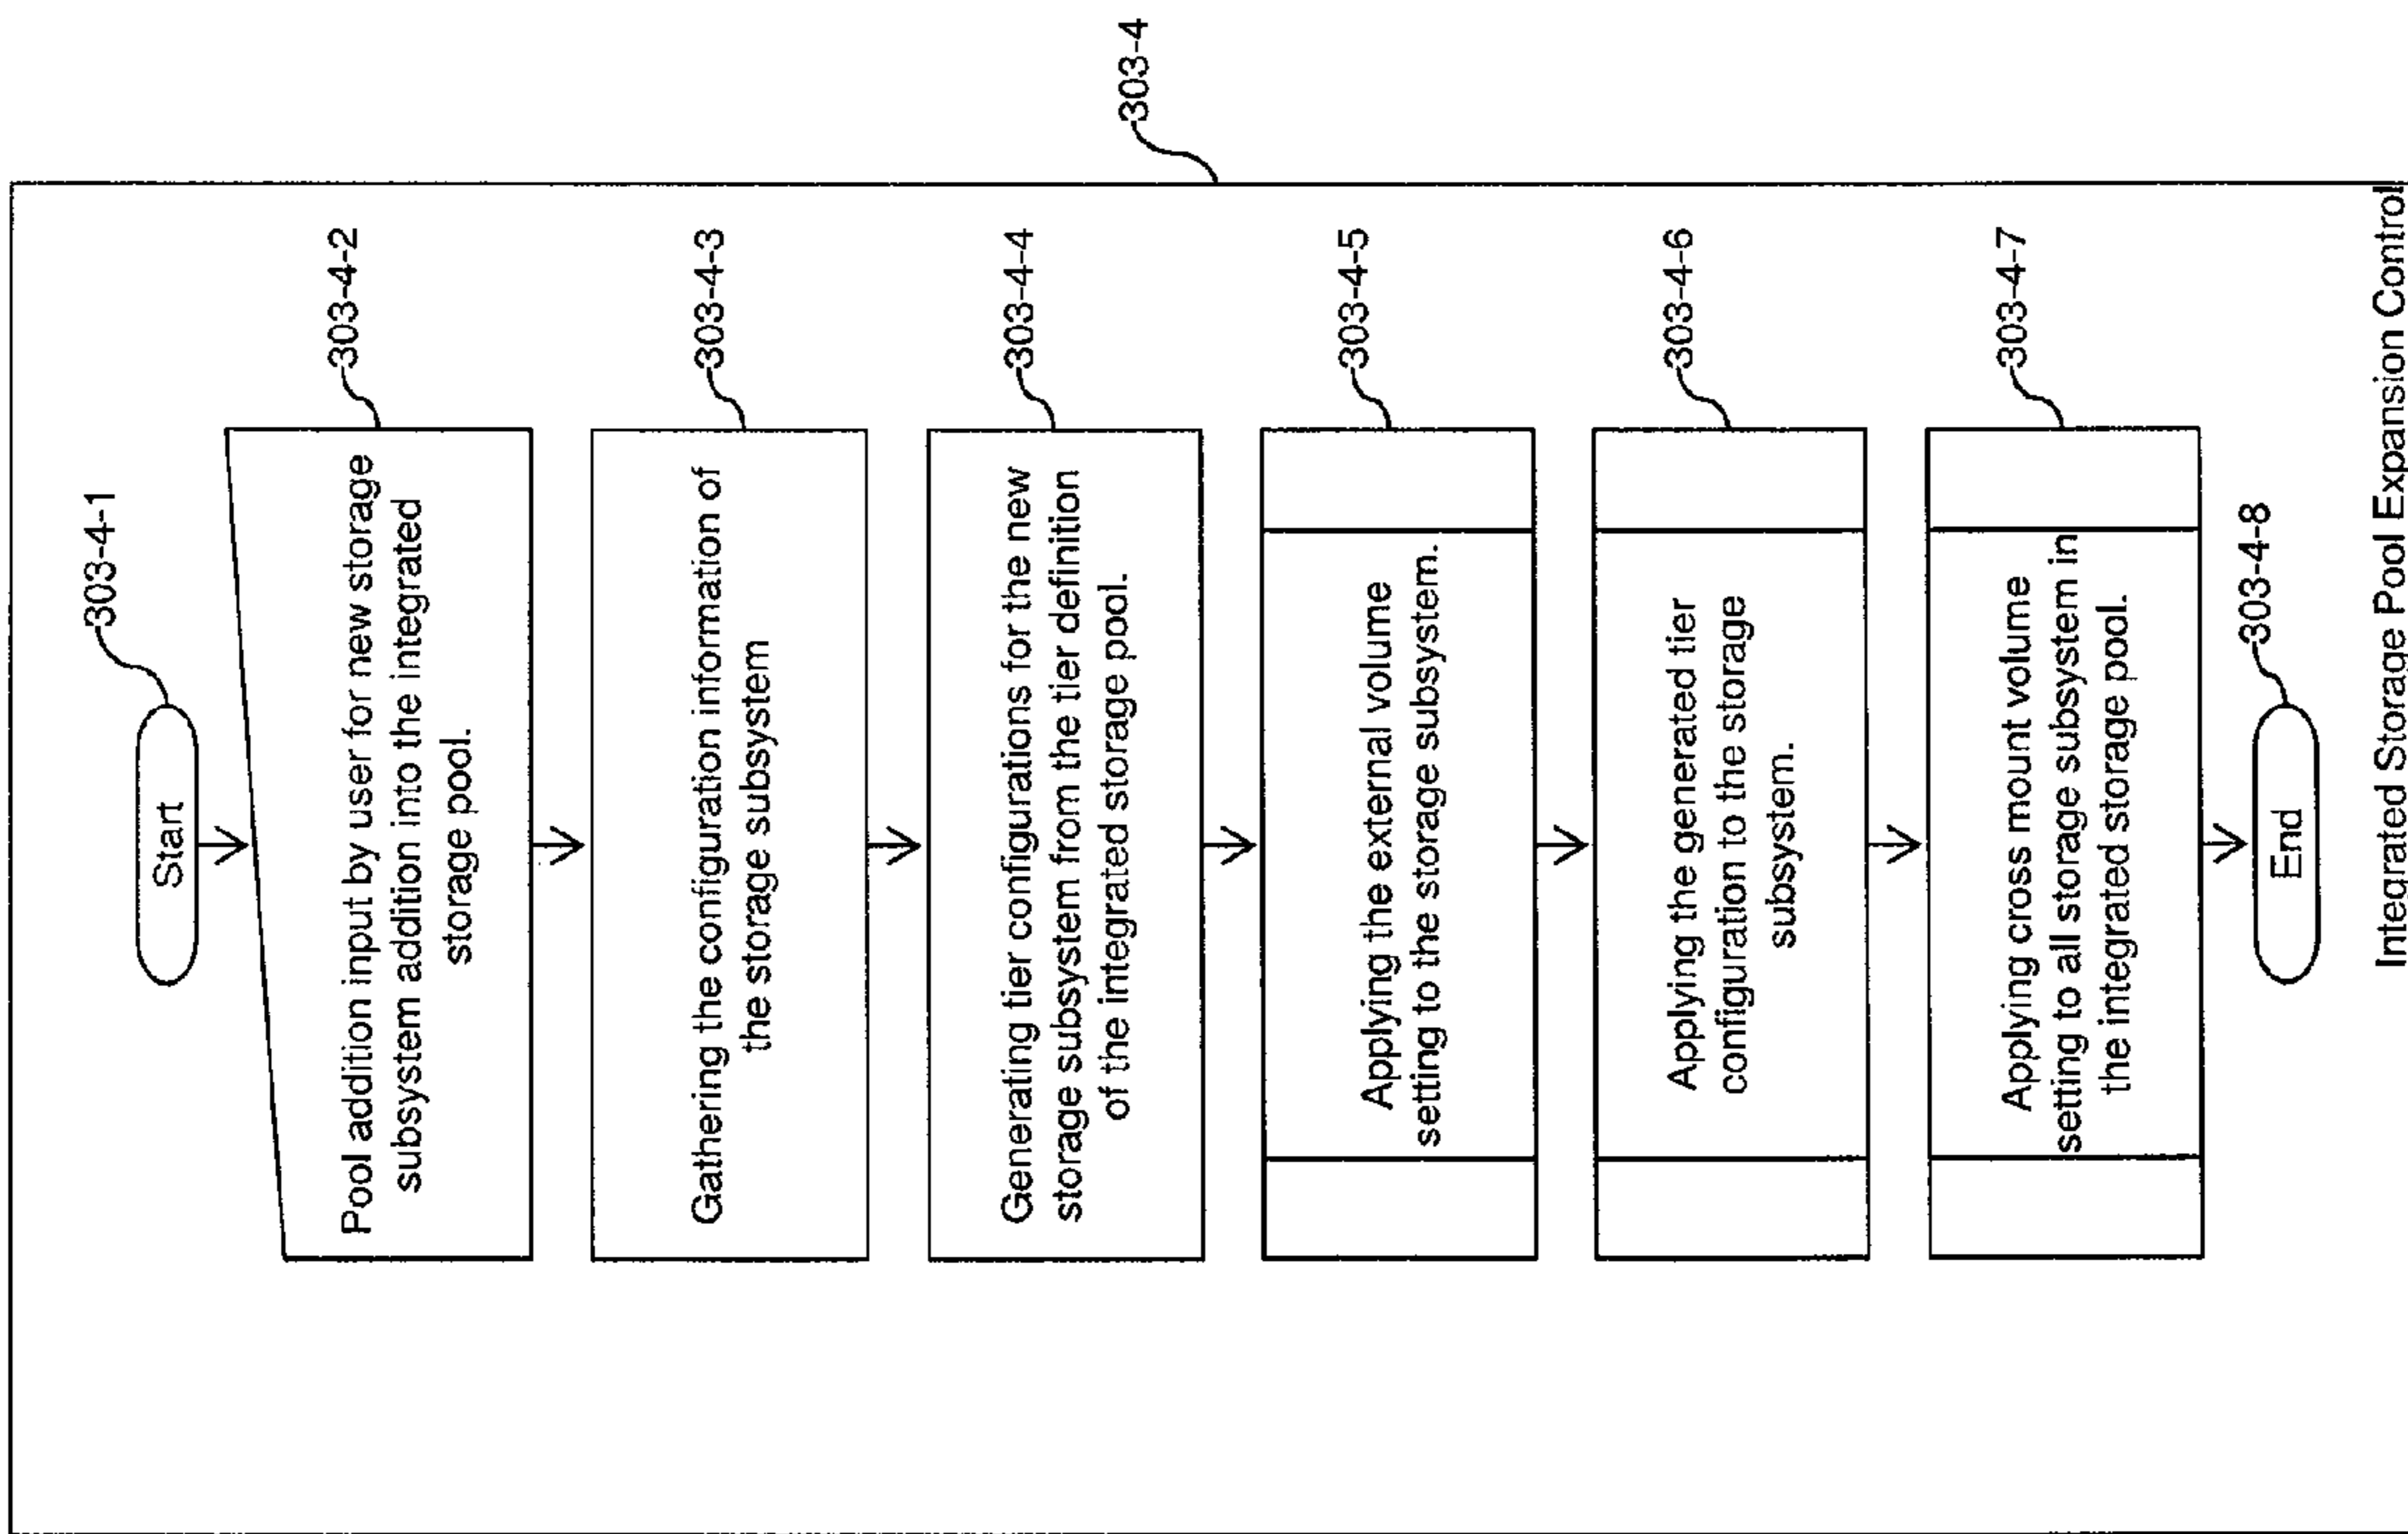 303-4-1
Start
303-4-2
Pool addition input by user for new storage
subsystem addition into the integrated
storage pool.
303-4-3
Gathering the configuration information of
the storage subsystem
303-4-4
Generating tier configurations for the new
storage subsystem from the tier definition
of the integrated storage pool.
303-4-5
Applying the external volume
setting to the storage subsystem.
303-4-6
Applying the generated tier
configuration to the storage
subsystem.
303-4-7
Applying cross mount volume
setting to all storage subsystem in
the integrated storage pool.
303-4-8
End
303-4
Integrated Storage Pool Expansion Control